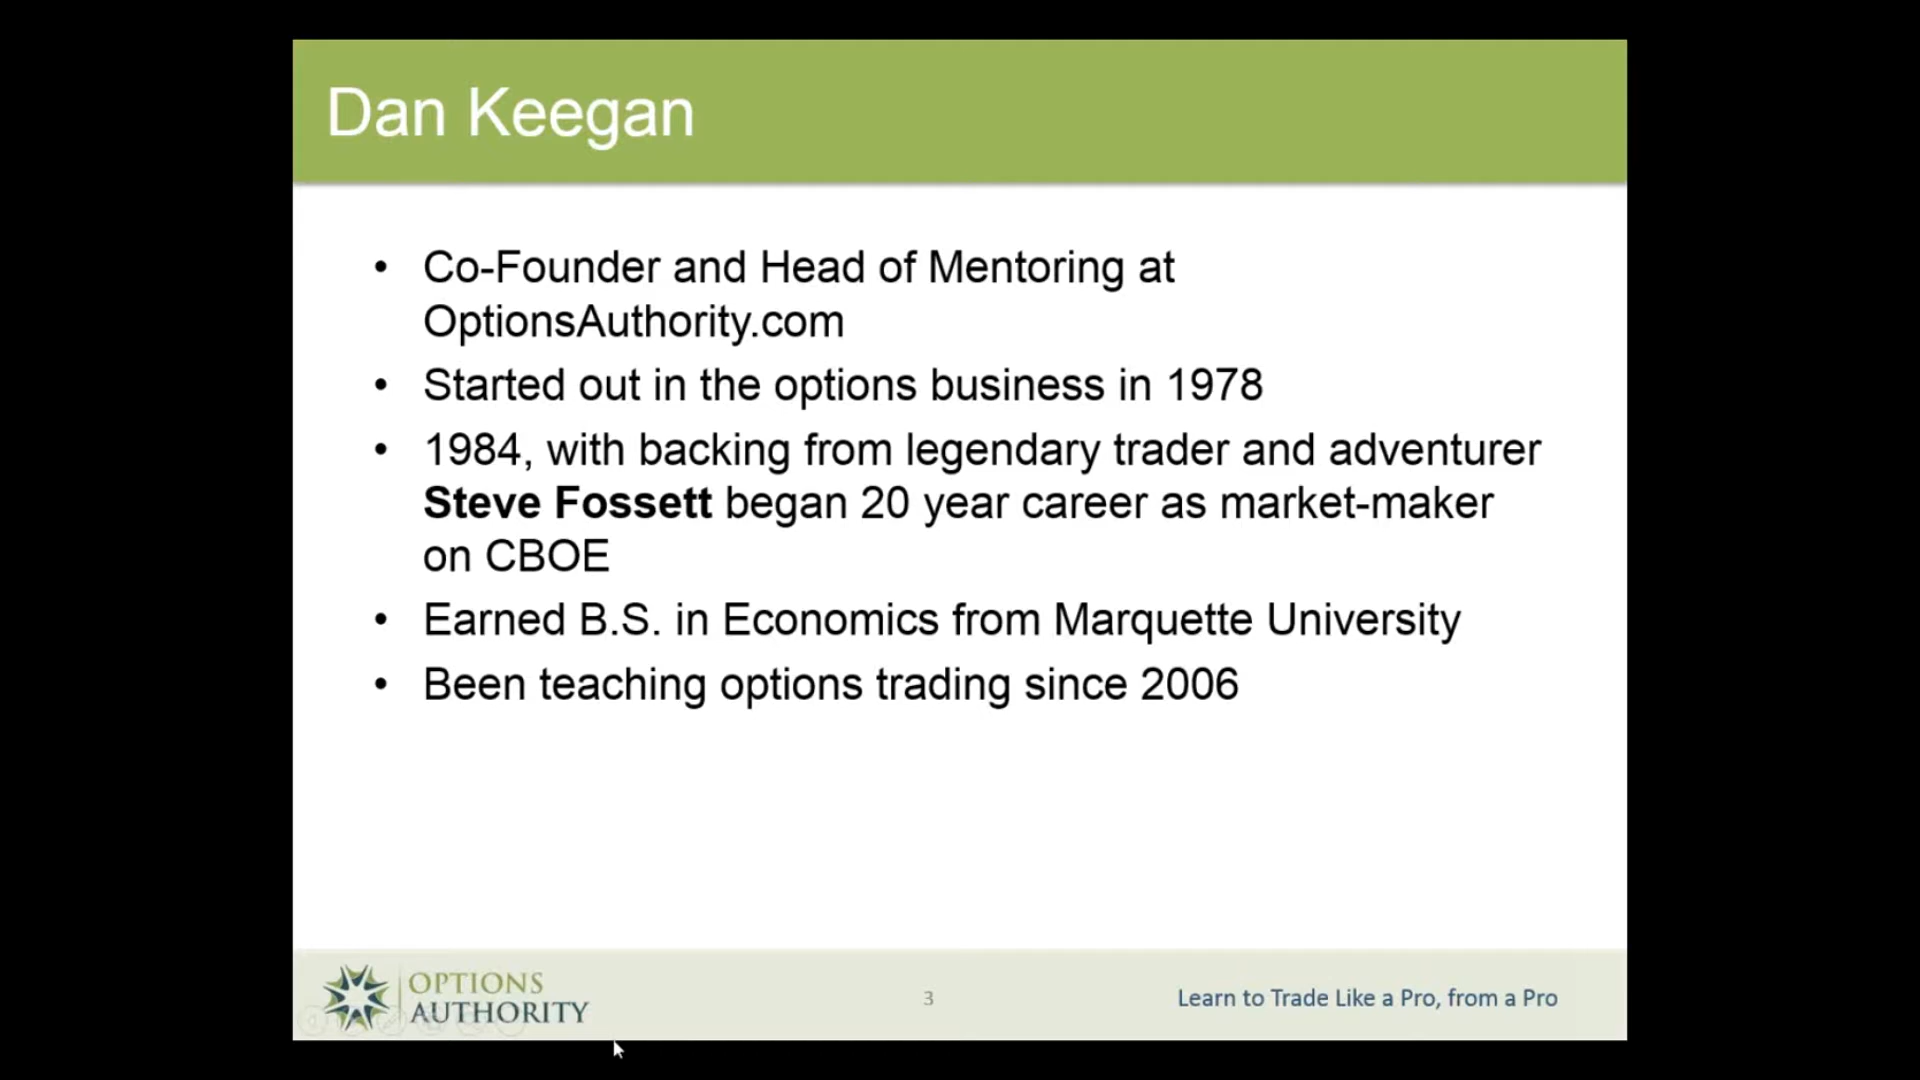 Dan Keegan
• Co-Founder and Head of Mentoring at
OptionsAuthority.com
• Started out in the options business in 1978
• 1984, with backing from legendary trader and adventurer
Steve Fossett began 20 year career as market-maker
on CBOE
• Earned B.S. in Economics from Marquette University
• Been teaching options trading since 2006
OPTIONS
AUTHORITY
3
Learn to Trade Like a Pro, from a Pro